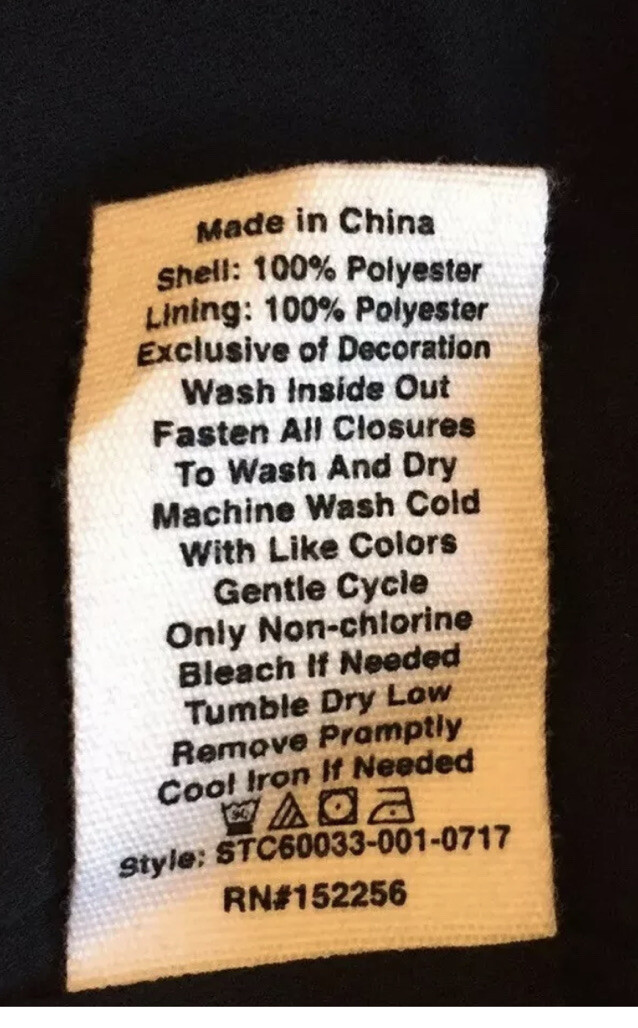 Made in China
Shell: 100% Polyester
Lining: 100% Polyester
Exclusive of Decoration
Wash Inside Out
Fasten All Closures
To Wash And Dry
Machine Wash Cold
With Like Colors
Gentle Cycle
Only Non-chlorine
Bleach If Needed
Tumble Dry Low
Remove Promptly
Cool Iron If Needed
Style: STC60033-001-0717
RN#152256